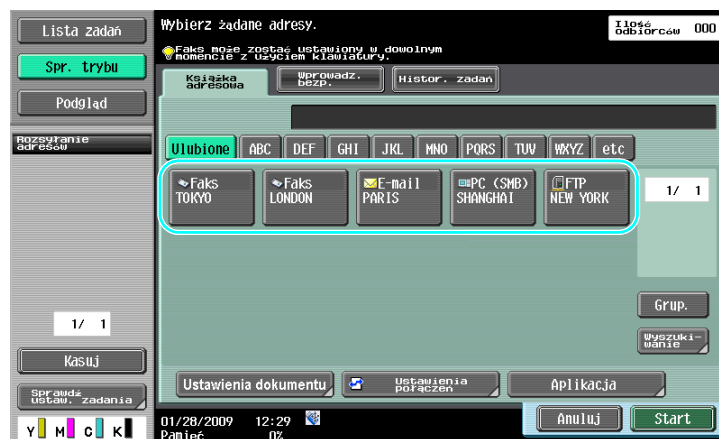 Lista zadań
Spr. trybu
Podgląd
Rozsyłanie
adresów
1/ 1
Kasuj
Sprawdź
ustaw. zadania
Y M C K
Wybierz żądane adresy.
Ilość
odbiorców 000
Faks może zostać ustawiony w dowolnym
momencie z użyciem klawiatury.
Książka
adresowa
Wprowadz.
bezp.
Histor. zadań
Ulubione ABC DEF GHI JKL MNO PQRS TUV WXYZ etc
Faks
TOKYO
Faks
LONDON
E-mail
PARIS
PC (SMB)
SHANGHAI
FTP
NEW YORK
1/ 1
Grup.
Wyszuki-
wanie
Ustawienia dokumentu
Ustawienia
połączeń
Aplikacja
01/28/2009 12:29
Pamięć 0%
Anuluj
Start